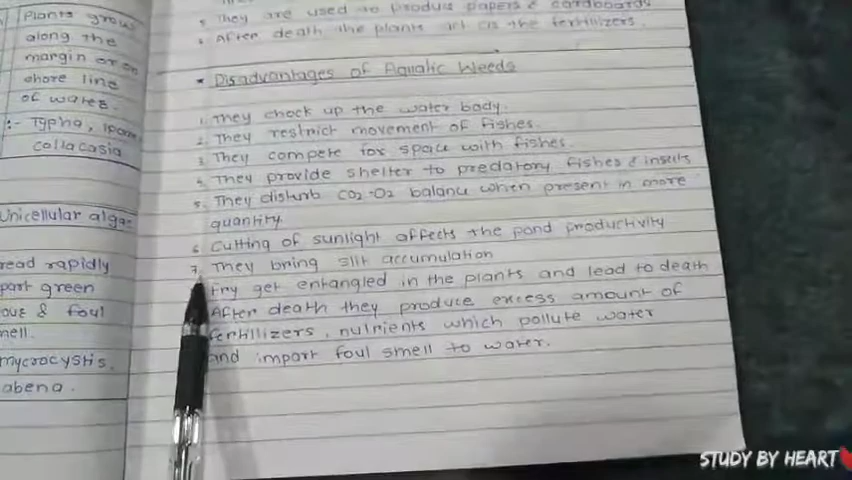 Plants grow
along the
margin or on
shore line
of water.
:- Typha, Ipom
collacasia
Unicellular algae
read rapidly
part green
our & foul
mell.
mycrocystis.
abena.
5 They are used to produce papers & cardboards
6 After death the plants act as the fertilizers.
* Disadvantages of Aquatic Weeds
1. They chock up the water body.
2. They restrict movement of fishes.
3 They compete for space with fishes.
4. They provide shelter to predatory fishes & insects
5. They disturb CO2-O2 balance when present in more
quantity.
6 Cutting of sunlight affects the pond productivity
7. They bring silt accumulation
Fry get entangled in the plants and lead to death
After death they produce excess amount of
fertilizers, nutrients which pollute water
and impart foul smell to water.
STUDY BY HEART